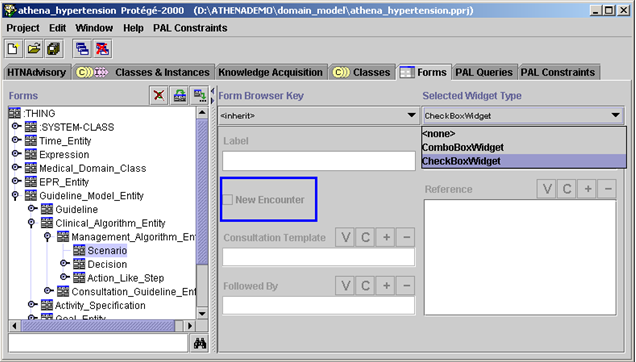 athena_hypertension Protégé-2000 (D:\ATHENADEMO\domain_model\athena_hypertension.pprj)
Project Edit Window Help PAL Constraints
HTNAdvisory Classes & Instances Knowledge Acquisition Classes Forms PAL Queries PAL Constraints
Forms
:THING
:SYSTEM-CLASS
Time_Entity
Expression
Medical_Domain_Class
EPR_Entity
Guideline_Model_Entity
Guideline
Clinical_Algorithm_Entity
Management_Algorithm_En
Scenario
Decision
Action_Like_Step
Consultation_Guideline_Ent
Activity_Specification
Goal_Entity
Form Browser Key
<inherit>
Label
New Encounter
Consultation Template V C + −
Followed By V C + −
Selected Widget Type
CheckBoxWidget
<none>
ComboBoxWidget
CheckBoxWidget
Reference V C + −